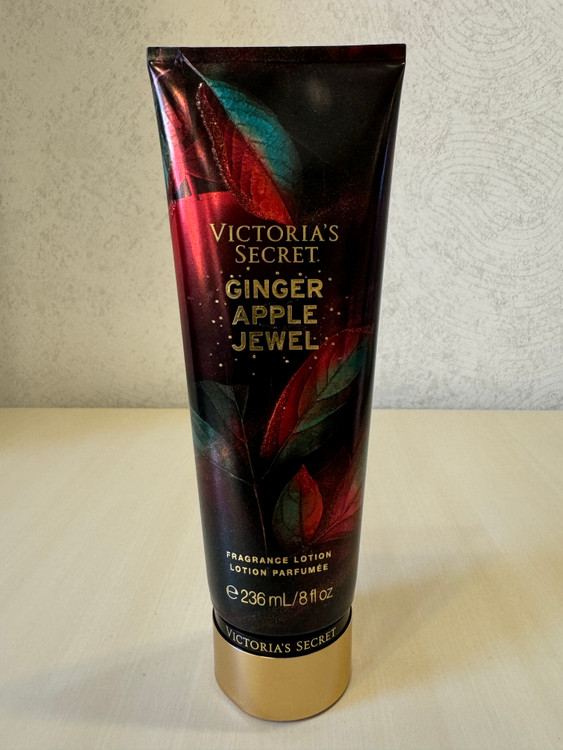 VICTORIA'S
SECRET
GINGER
APPLE
JEWEL
FRAGRANCE LOTION
LOTION PARFUMÉE
℮ 236 mL/8 fl oz
VICTORIA'S SECRET